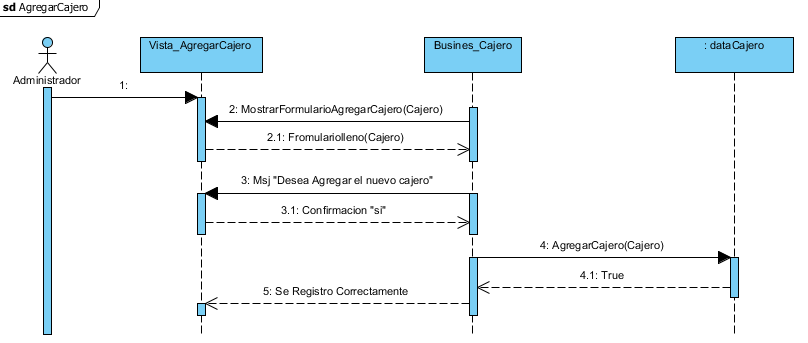 sd AgregarCajero
Vista_AgregarCajero
Busines_Cajero
: dataCajero
Administrador
1:
2: MostrarFormularioAgregarCajero(Cajero)
2.1: Fromulariolleno(Cajero)
3: Msj "Desea Agregar el nuevo cajero"
3.1: Confirmacion "si"
4: AgregarCajero(Cajero)
4.1: True
5: Se Registro Correctamente